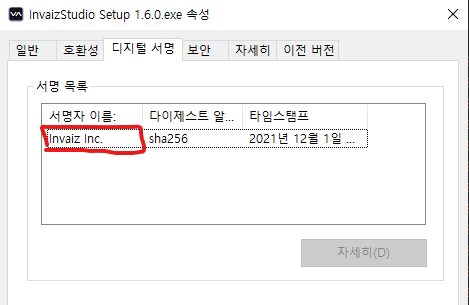 InvaizStudio Setup 1.6.0.exe 속성
일반 호환성 디지털 서명 보안 자세히 이전 버전
서명 목록
서명자 이름: 다이제스트 알... 타임스탬프
Invaiz Inc. sha256 2021년 12월 1일 ...
자세히(D)